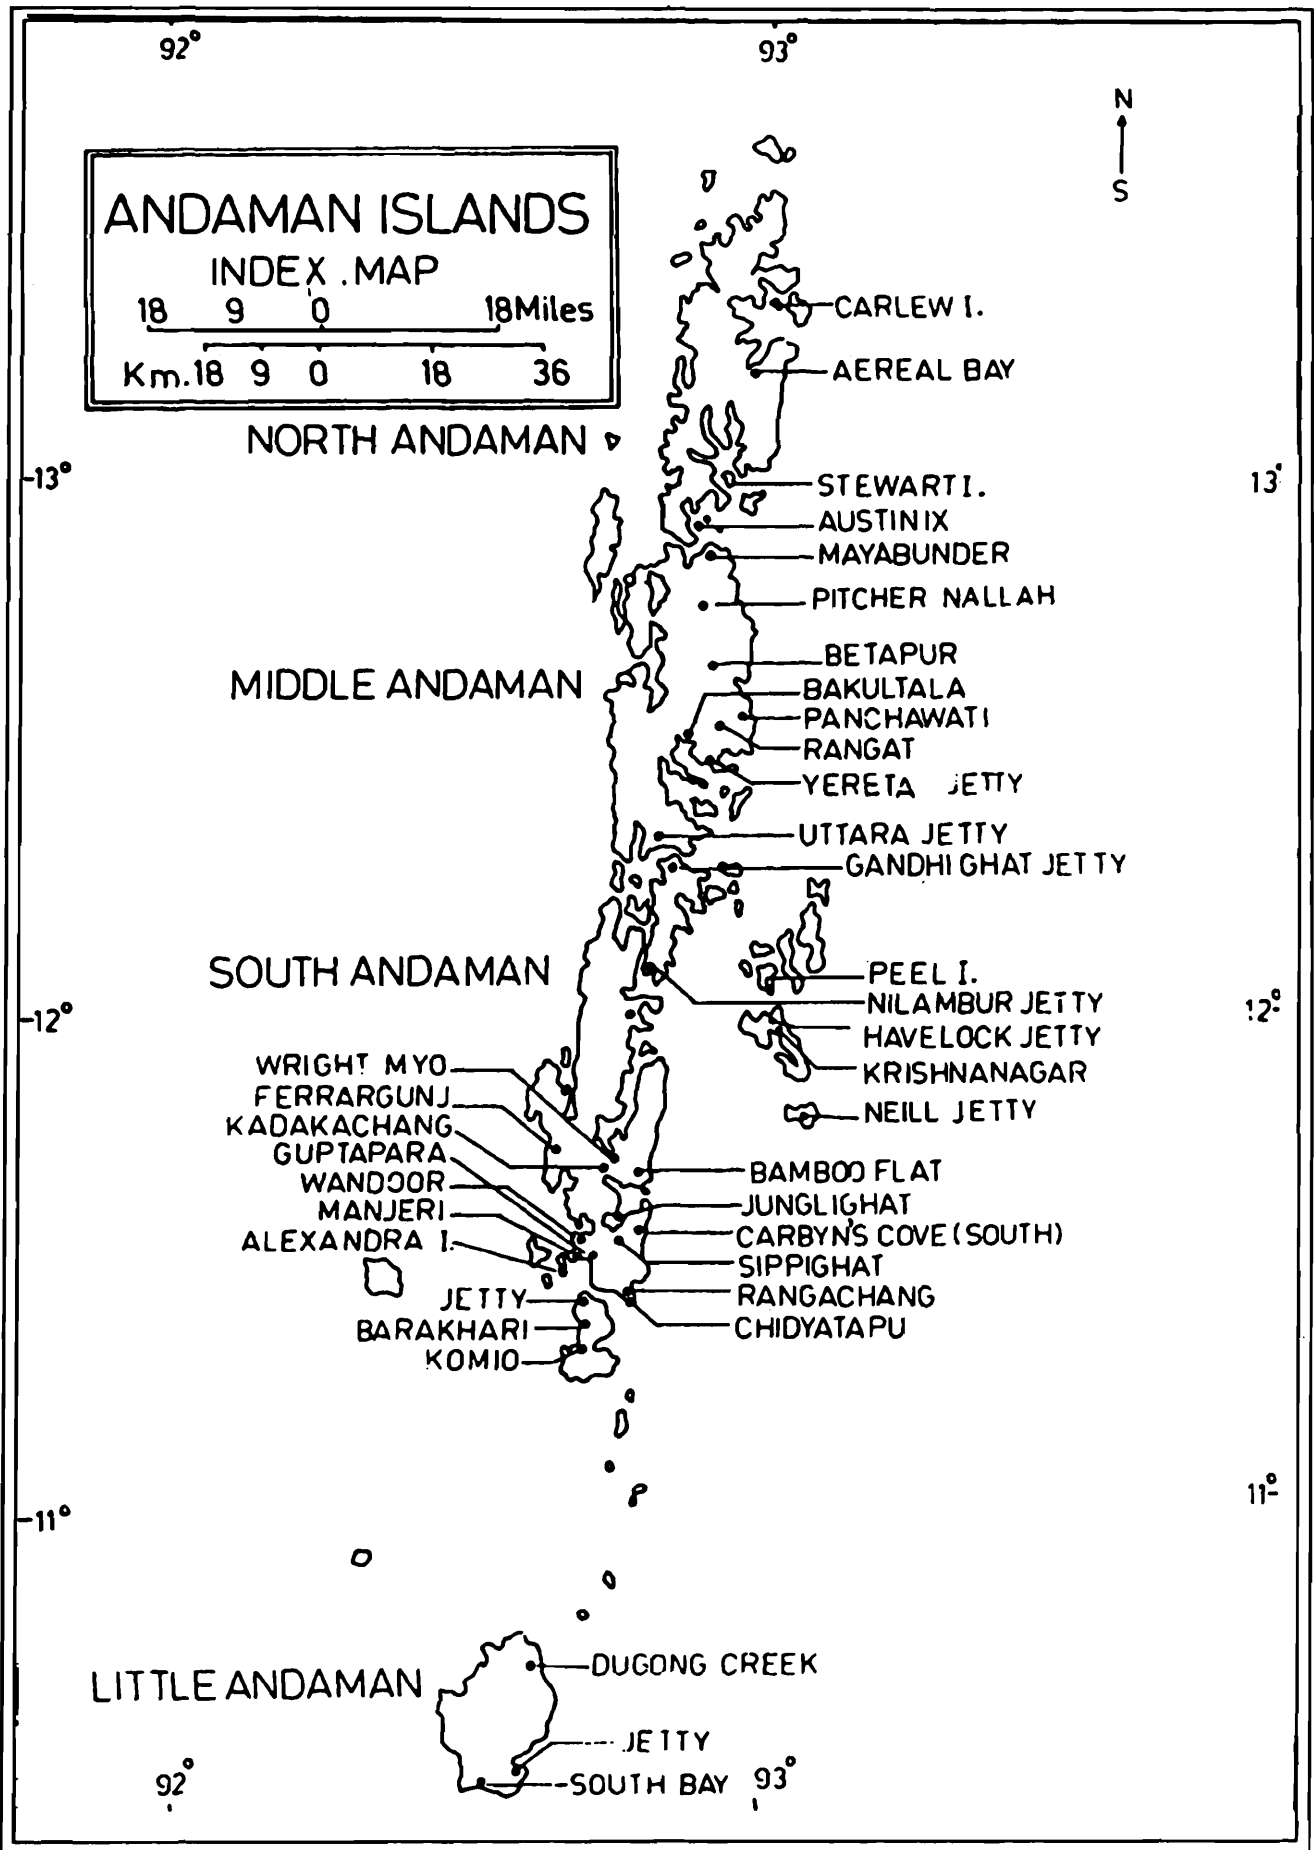 92° 93°
N
S
ANDAMAN ISLANDS
INDEX . MAP
18 9 0 18 Miles
Km. 18 9 0 18 36
CARLEW I.
AEREAL BAY
NORTH ANDAMAN
13° 13°
STEWART I.
AUSTIN IX
MAYABUNDER
PITCHER NALLAH
BETAPUR
MIDDLE ANDAMAN
BAKULTALA
PANCHAWATI
RANGAT
YERETA JETTY
UTTARA JETTY
GANDHI GHAT JETTY
SOUTH ANDAMAN
PEEL I.
NILAMBUR JETTY
12° 12°
HAVELOCK JETTY
WRIGHT MYO
KRISHNANAGAR
FERRARGUNJ
NEILL JETTY
KADAKACHANG
GUPTAPARA
BAMBOO FLAT
WANDOOR
JUNGLIGHAT
MANJERI
CARBYN'S COVE (SOUTH)
ALEXANDRA I.
SIPPIGHAT
JETTY
RANGACHANG
BARAKHARI
CHIDYATAPU
KOMIO
11° 11°
DUGONG CREEK
LITTLE ANDAMAN
JETTY
SOUTH BAY
92° 93°